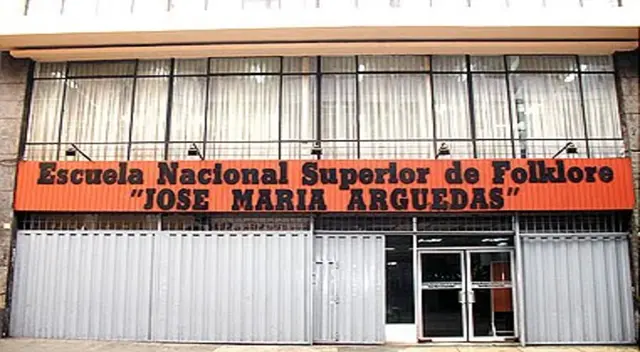 Escuela Nacional Superior de Folklore
"JOSE MARIA ARGUEDAS"